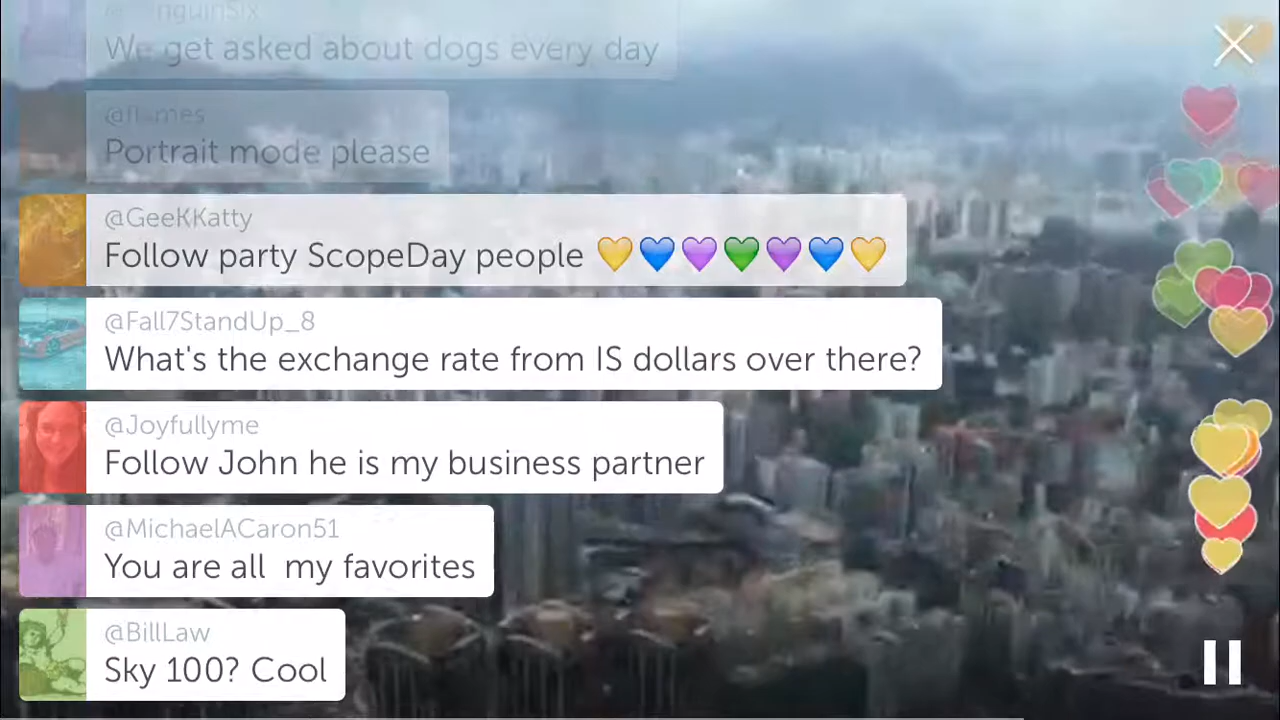 We get asked about dogs every day
Portrait mode please
@GeeKKatty
Follow party ScopeDay people 💛💙💜💚💜💙💛
@Fall7StandUp_8
What's the exchange rate from IS dollars over there?
@Joyfullyme
Follow John he is my business partner
@MichaelACaron51
You are all  my favorites
@BillLaw
Sky 100? Cool